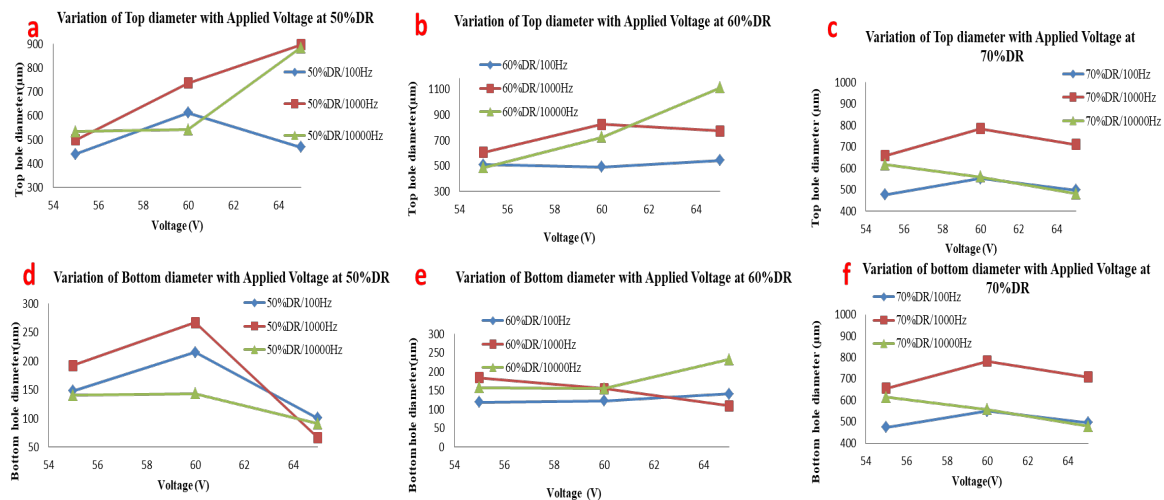 a
Variation of Top diameter with Applied Voltage at 50%DR
900
800
700
600
500
400
300
54
56
58
60
62
64
Top hole diameter(µm)
Voltage (V)
50%DR/100Hz
50%DR/1000Hz
50%DR/10000Hz
b
Variation of Top diameter with Applied Voltage at 60%DR
1100
900
700
500
300
54
56
58
60
62
64
Top hole diameter(µm)
Voltage(V)
60%DR/100Hz
60%DR/1000Hz
60%DR/10000Hz
c
Variation of Top diameter with Applied Voltage at
70%DR
1000
900
800
700
600
500
400
54
56
58
60
62
64
Top hole diameter (µm)
Voltage(V)
70%DR/100Hz
70%DR/1000Hz
70%DR/10000Hz
d
Variation of Bottom diameter with Applied Voltage at 50%DR
300
250
200
150
100
50
54
56
58
60
62
64
Bottom hole diameter(µm)
Voltage(V)
50%DR/100Hz
50%DR/1000Hz
50%DR/10000Hz
e
Variation of Bottom diameter with Applied Voltage at 60%DR
300
250
200
150
100
50
0
54
56
58
60
62
64
Bottom hole diameter(µm)
Voltage (V)
60%DR/100Hz
60%DR/1000Hz
60%DR/10000Hz
f
Variation of bottom diameter with Applied Voltage at
70%DR
1000
900
800
700
600
500
400
54
56
58
60
62
64
Bottom hole diameter(µm)
Voltage(V)
70%DR/100Hz
70%DR/1000Hz
70%DR/10000Hz